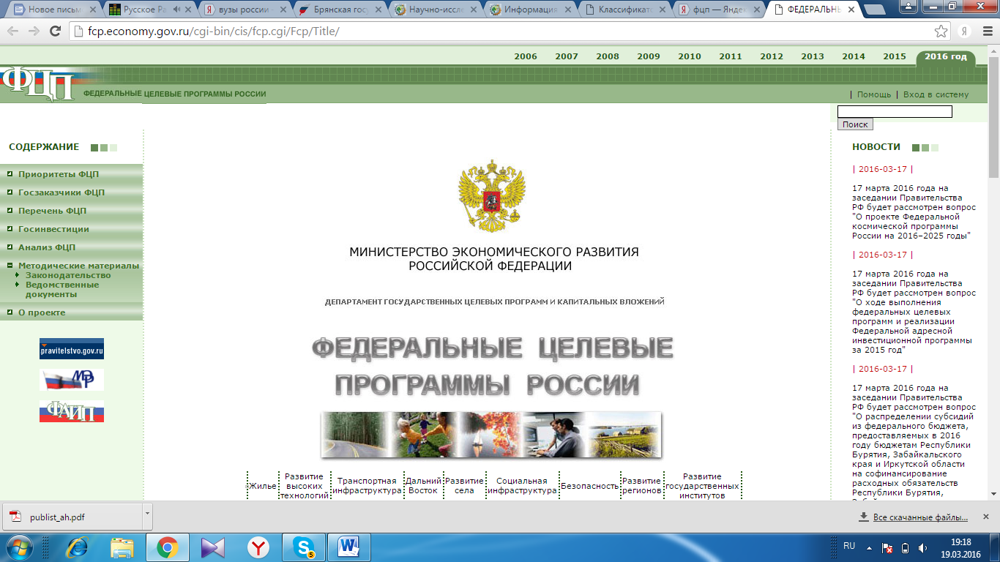 Новое письм
Русское Ра
вузы россии -
Брянская гос
Научно-иссле
Информация
Классификат
фцп — Яндек
ФЕДЕРАЛЬНЫ
fcp.economy.gov.ru/cgi-bin/cis/fcp.cgi/Fcp/Title/
2006 2007 2008 2009 2010 2011 2012 2013 2014 2015 2016 год
ФЦП
ФЕДЕРАЛЬНЫЕ ЦЕЛЕВЫЕ ПРОГРАММЫ РОССИИ
| Помощь | Вход в систему
Поиск
СОДЕРЖАНИЕ
Приоритеты ФЦП
Госзаказчики ФЦП
Перечень ФЦП
Госинвестиции
Анализ ФЦП
Методические материалы
Законодательство
Ведомственные
документы
О проекте
pravitelstvo.gov.ru
МЭР
ФАИП
МИНИСТЕРСТВО ЭКОНОМИЧЕСКОГО РАЗВИТИЯ
РОССИЙСКОЙ ФЕДЕРАЦИИ
ДЕПАРТАМЕНТ ГОСУДАРСТВЕННЫХ ЦЕЛЕВЫХ ПРОГРАММ И КАПИТАЛЬНЫХ ВЛОЖЕНИЙ
ФЕДЕРАЛЬНЫЕ ЦЕЛЕВЫЕ
ПРОГРАММЫ РОССИИ
Жилье
Развитие
высоких
технологий
Транспортная
инфраструктура
Дальний
Восток
Развитие
села
Социальная
инфраструктура
Безопасность
Развитие
регионов
Развитие
государственных
институтов
НОВОСТИ
| 2016-03-17 |
17 марта 2016 года на
заседании Правительства
РФ будет рассмотрен вопрос
"О проекте Федеральной
космической программы
России на 2016–2025 годы"
| 2016-03-17 |
17 марта 2016 года на
заседании Правительства
РФ будет рассмотрен вопрос
"О ходе выполнения
федеральных целевых
программ и реализации
Федеральной адресной
инвестиционной программы
за 2015 год"
| 2016-03-17 |
17 марта 2016 года на
заседании Правительства
РФ будет рассмотрен вопрос
"О распределении субсидий
из федерального бюджета,
предоставляемых в 2016
году бюджетам Республики
Бурятия, Забайкальского
края и Иркутской области
на софинансирование
расходных обязательств
Республики Бурятия,
publist_ah.pdf
Все скачанные файлы...
5
RU
19:18
19.03.2016